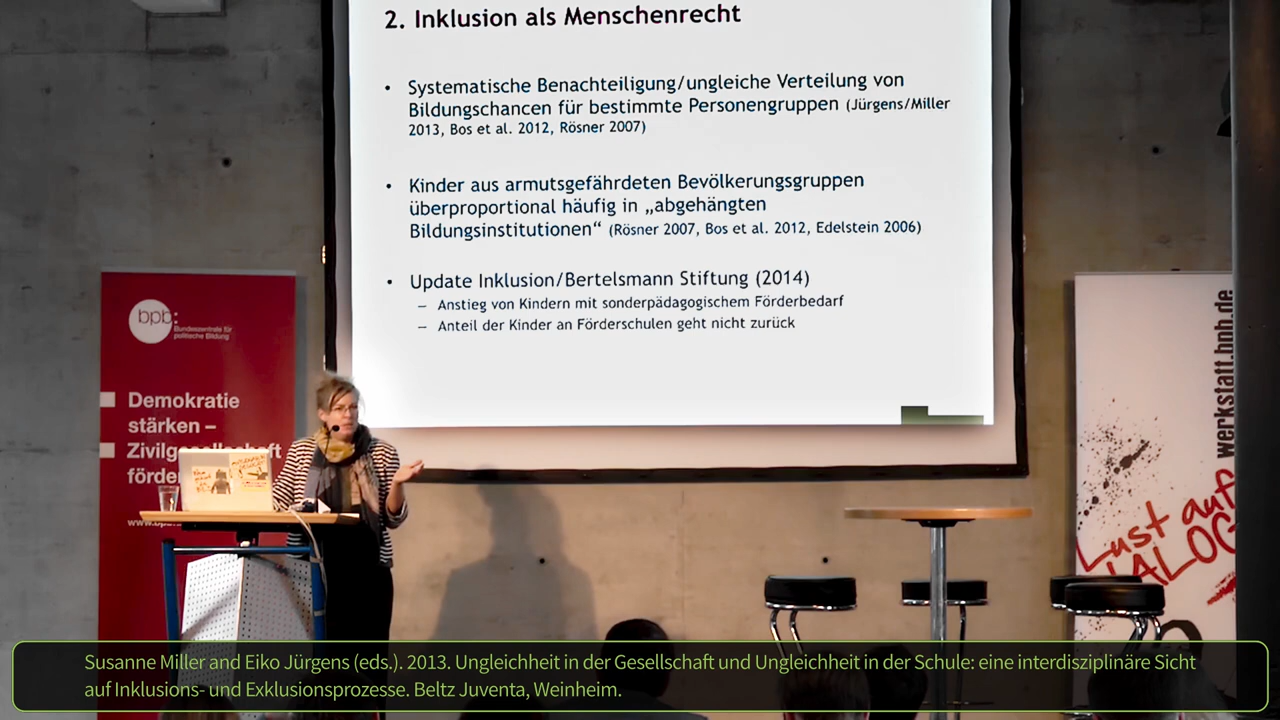 2. Inklusion als Menschenrecht
• Systematische Benachteiligung/ungleiche Verteilung von
Bildungschancen für bestimmte Personengruppen (Jürgens/Miller
2013, Bos et al. 2012, Rösner 2007)
• Kinder aus armutsgefährdeten Bevölkerungsgruppen
überproportional häufig in „abgehängten
Bildungsinstitutionen“ (Rösner 2007, Bos et al. 2012, Edelstein 2006)
• Update Inklusion/Bertelsmann Stiftung (2014)
– Anstieg von Kindern mit sonderpädagogischem Förderbedarf
– Anteil der Kinder an Förderschulen geht nicht zurück
bpb:
Bundeszentrale für
politische Bildung
Demokratie
stärken –
werkstatt.bpb.de
Lust auf
Susanne Miller and Eiko Jürgens (eds.). 2013. Ungleichheit in der Gesellschaft und Ungleichheit in der Schule: eine interdisziplinäre Sicht
auf Inklusions- und Exklusionsprozesse. Beltz Juventa, Weinheim.